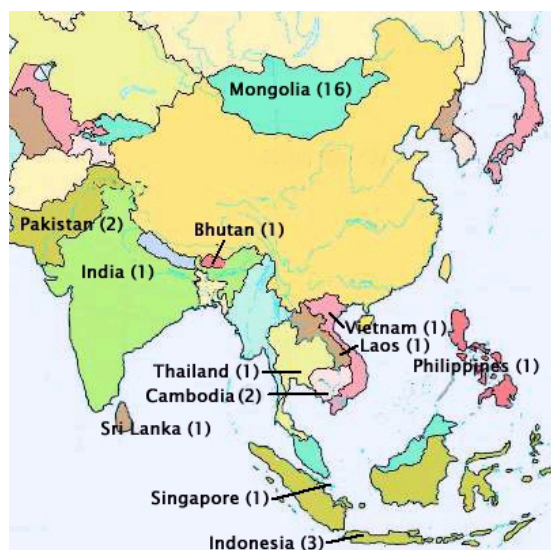 Mongolia (16)
Pakistan (2)
Bhutan (1)
India (1)
Vietnam (1)
Laos (1)
Philippines (1)
Thailand (1)
Cambodia (2)
Sri Lanka (1)
Singapore (1)
Indonesia (3)